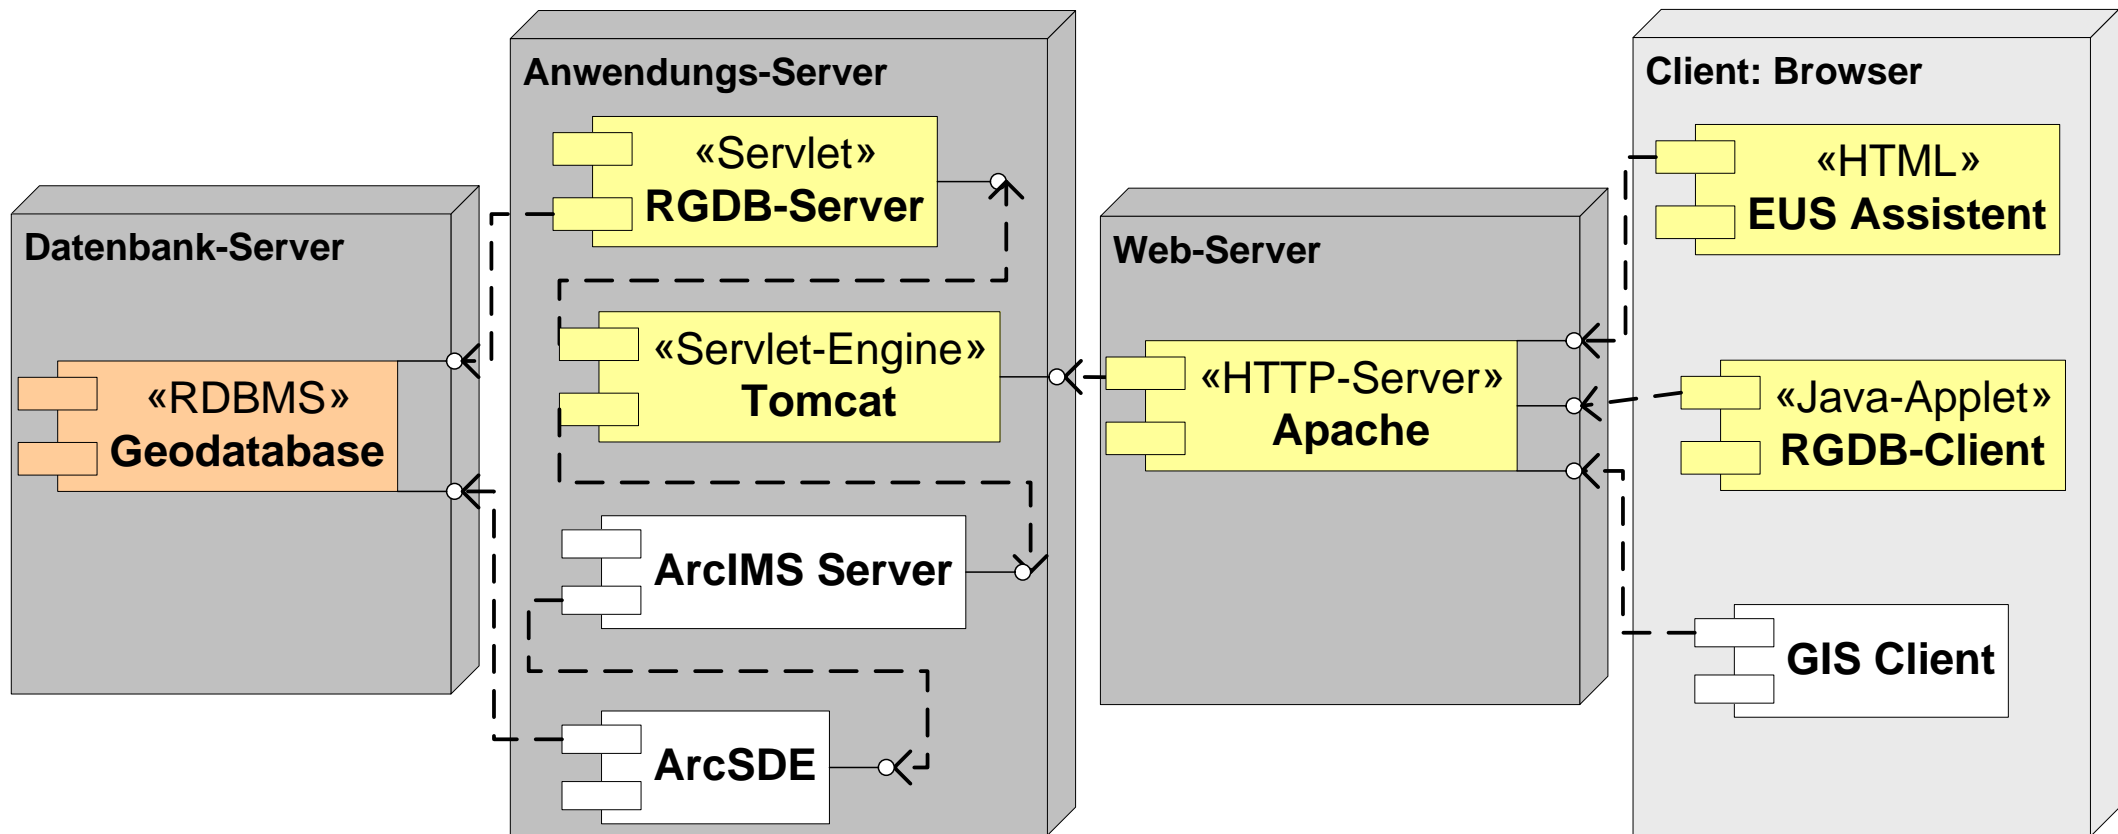 Datenbank-Server
«RDBMS»
Geodatabase
Anwendungs-Server
«Servlet»
RGDB-Server
«Servlet-Engine»
Tomcat
ArcIMS Server
ArcSDE
Web-Server
«HTTP-Server»
Apache
Client: Browser
«HTML»
EUS Assistent
«Java-Applet»
RGDB-Client
GIS Client